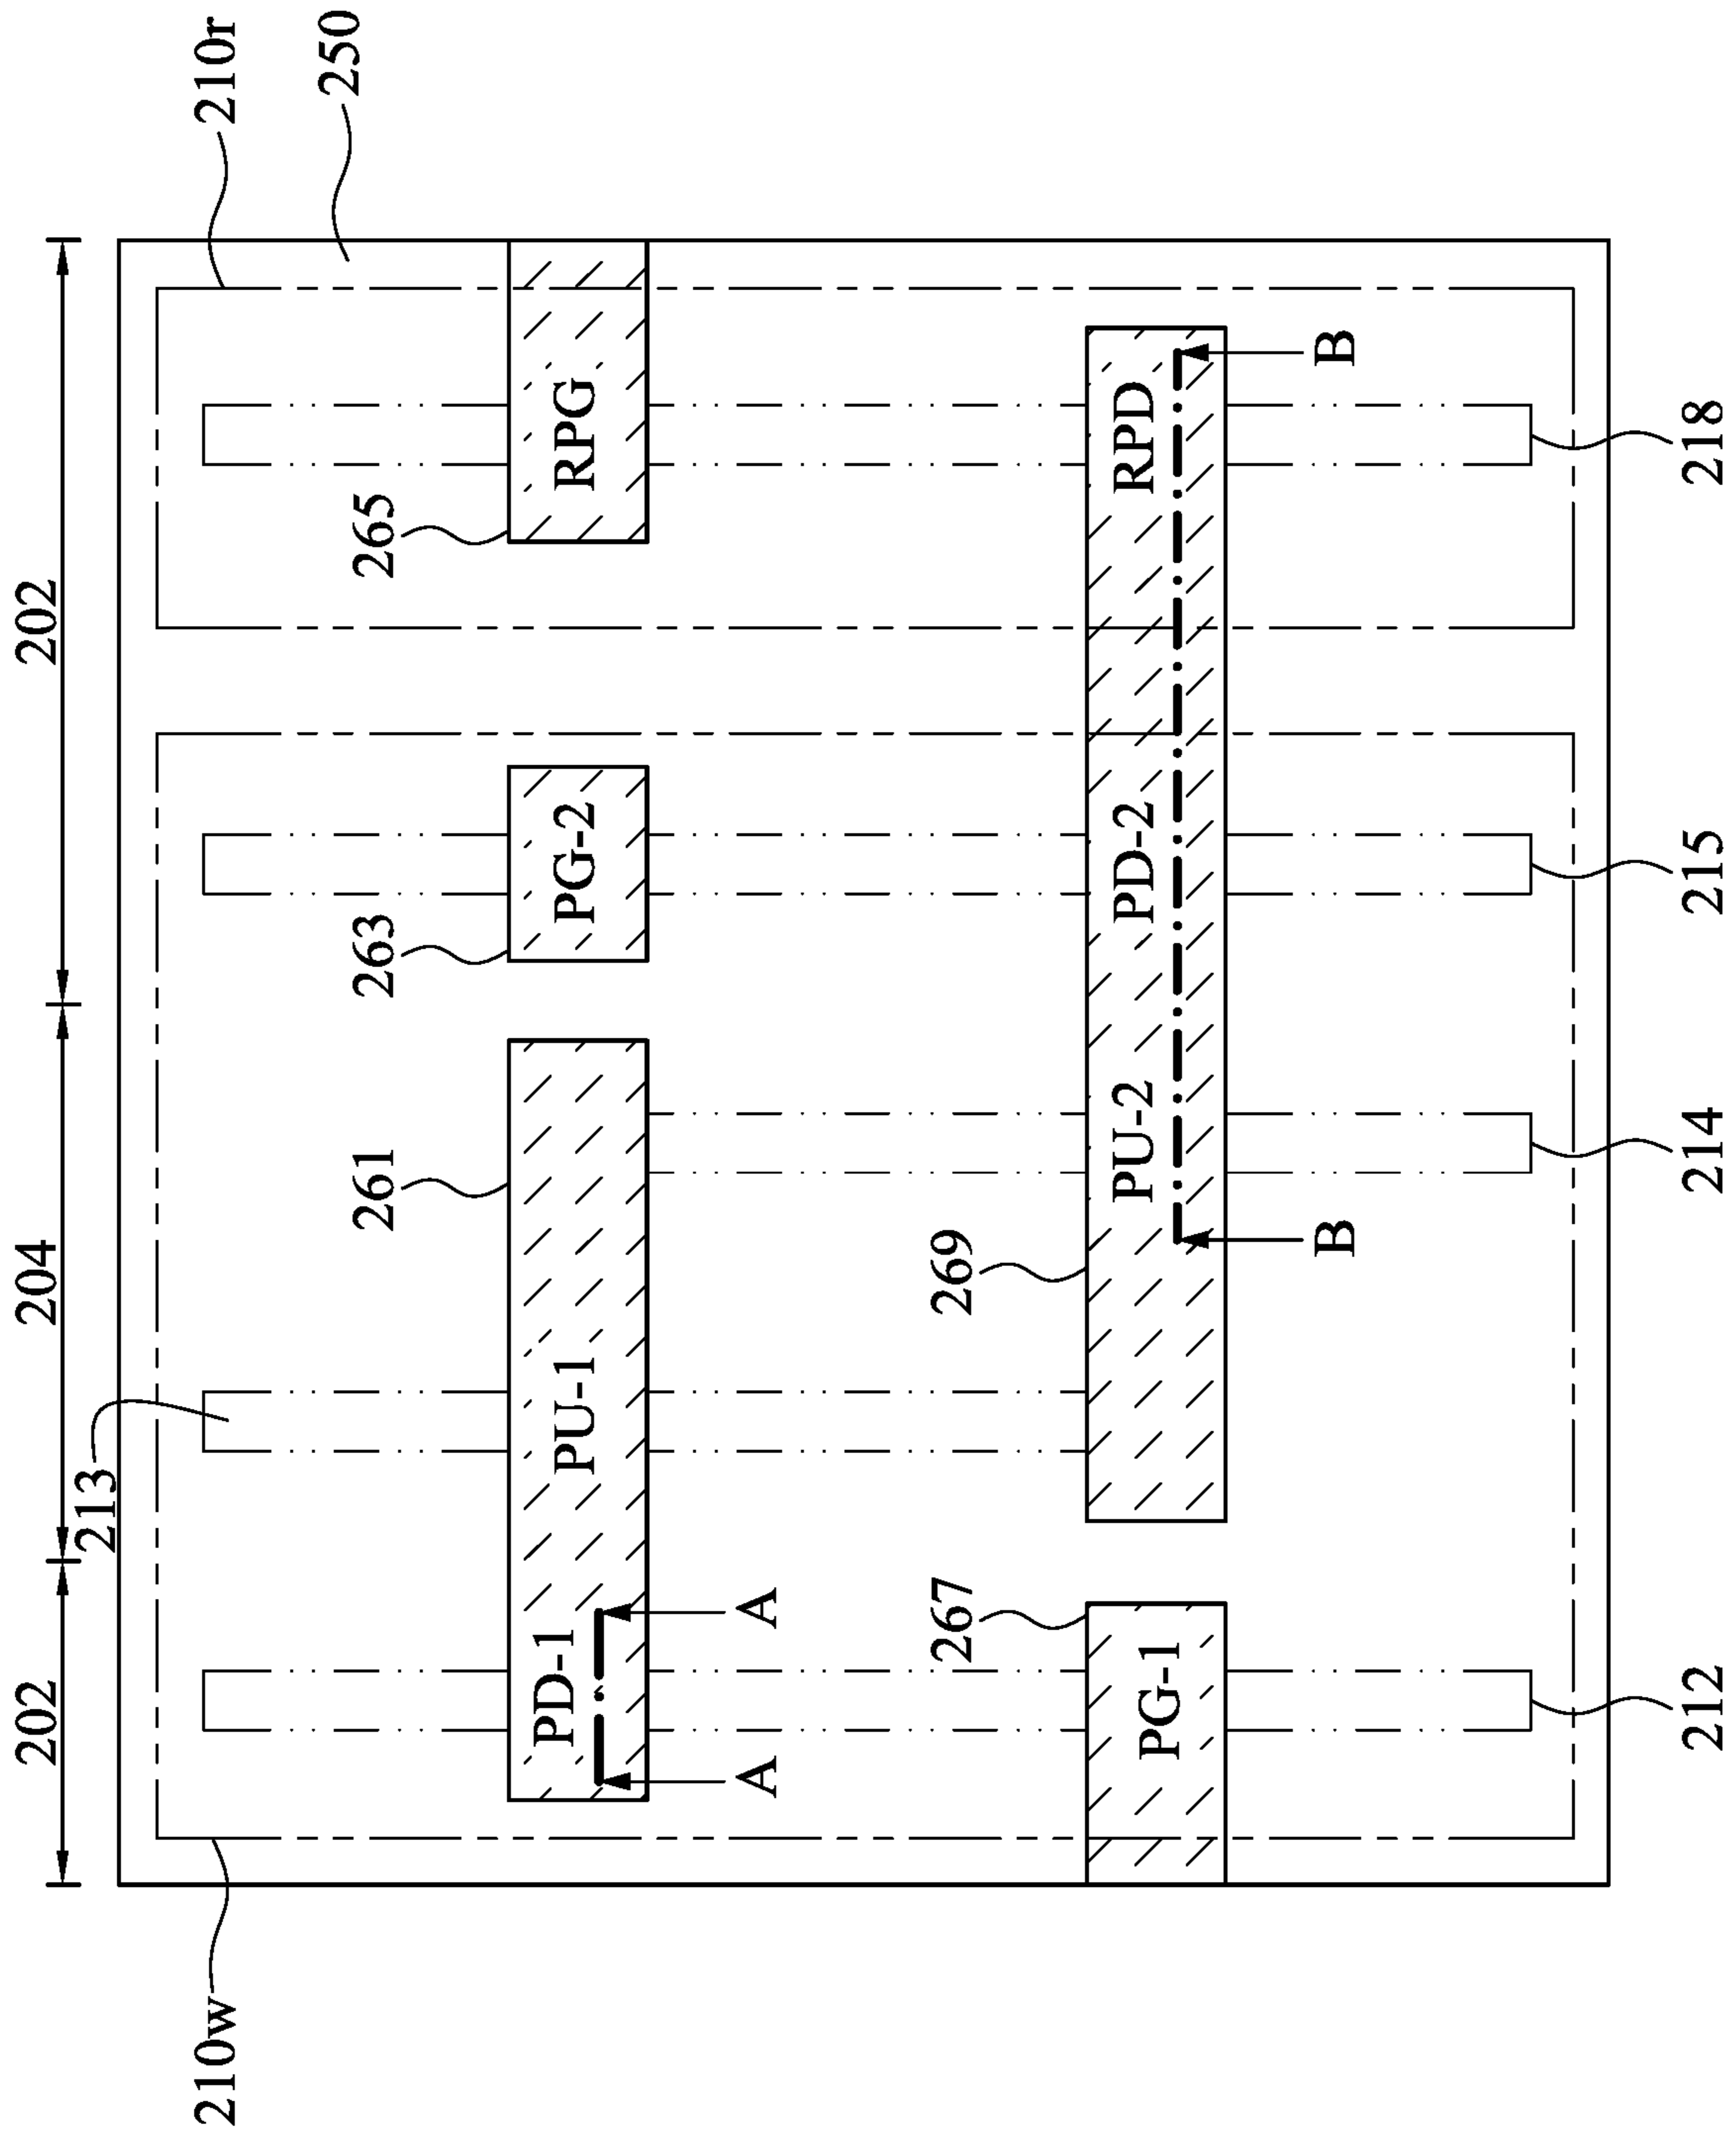 202 204 202
213
210w 210r
250
261 263 265
PD-1 PU-1 PG-2 RPG
A A
267 269
PG-1 PU-2 PD-2 RPD
B B
212 214 215 218